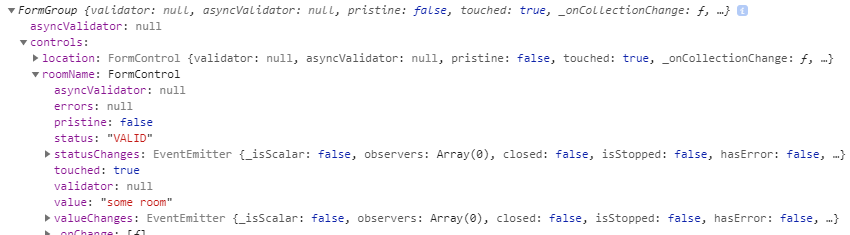 FormGroup {validator: null, asyncValidator: null, pristine: false, touched: true, _onCollectionChange: ƒ, …} i
asyncValidator: null
controls:
location: FormControl {validator: null, asyncValidator: null, pristine: false, touched: true, _onCollectionChange: ƒ, …}
roomName: FormControl
asyncValidator: null
errors: null
pristine: false
status: "VALID"
statusChanges: EventEmitter {_isScalar: false, observers: Array(0), closed: false, isStopped: false, hasError: false, …}
touched: true
validator: null
value: "some room"
valueChanges: EventEmitter {_isScalar: false, observers: Array(0), closed: false, isStopped: false, hasError: false, …}
_onChange: [ƒ]